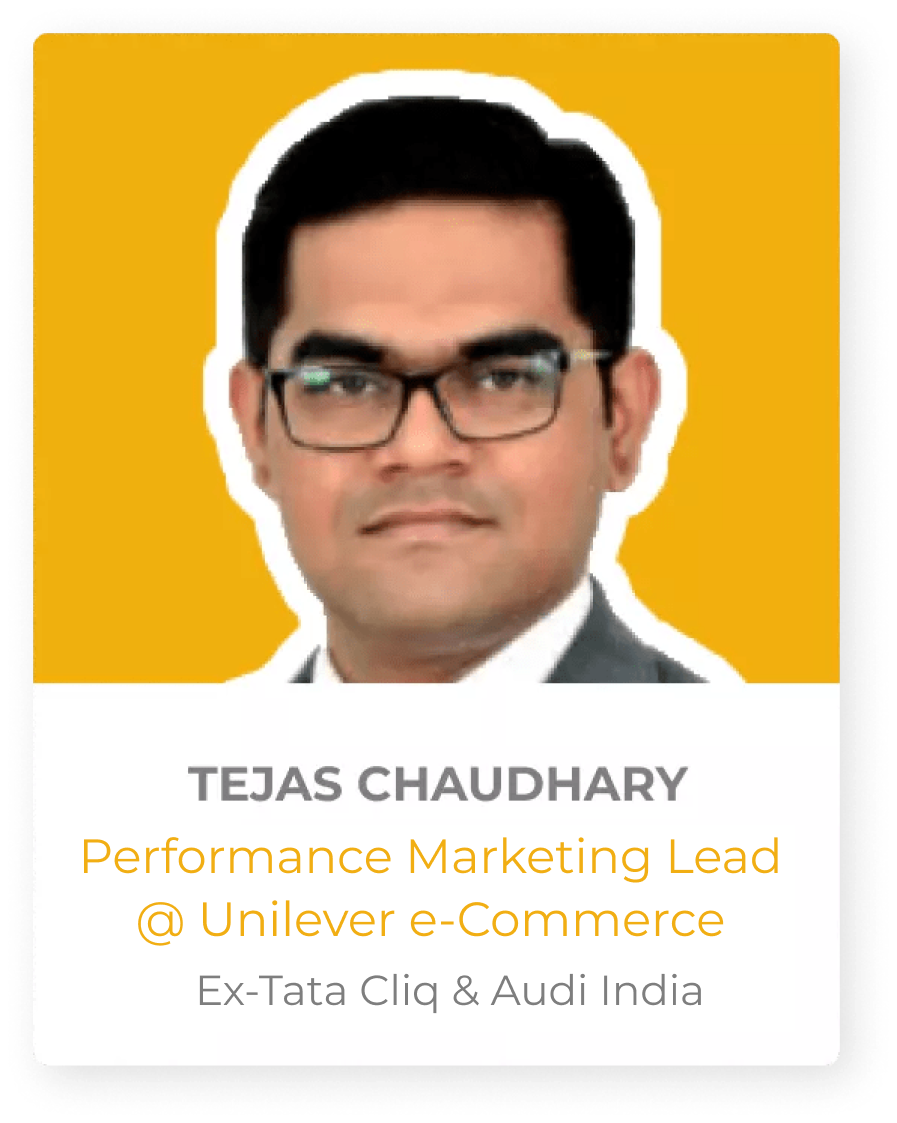 TEJAS CHAUDHARY
Performance Marketing Lead
@ Unilever e-Commerce
Ex-Tata Cliq & Audi India